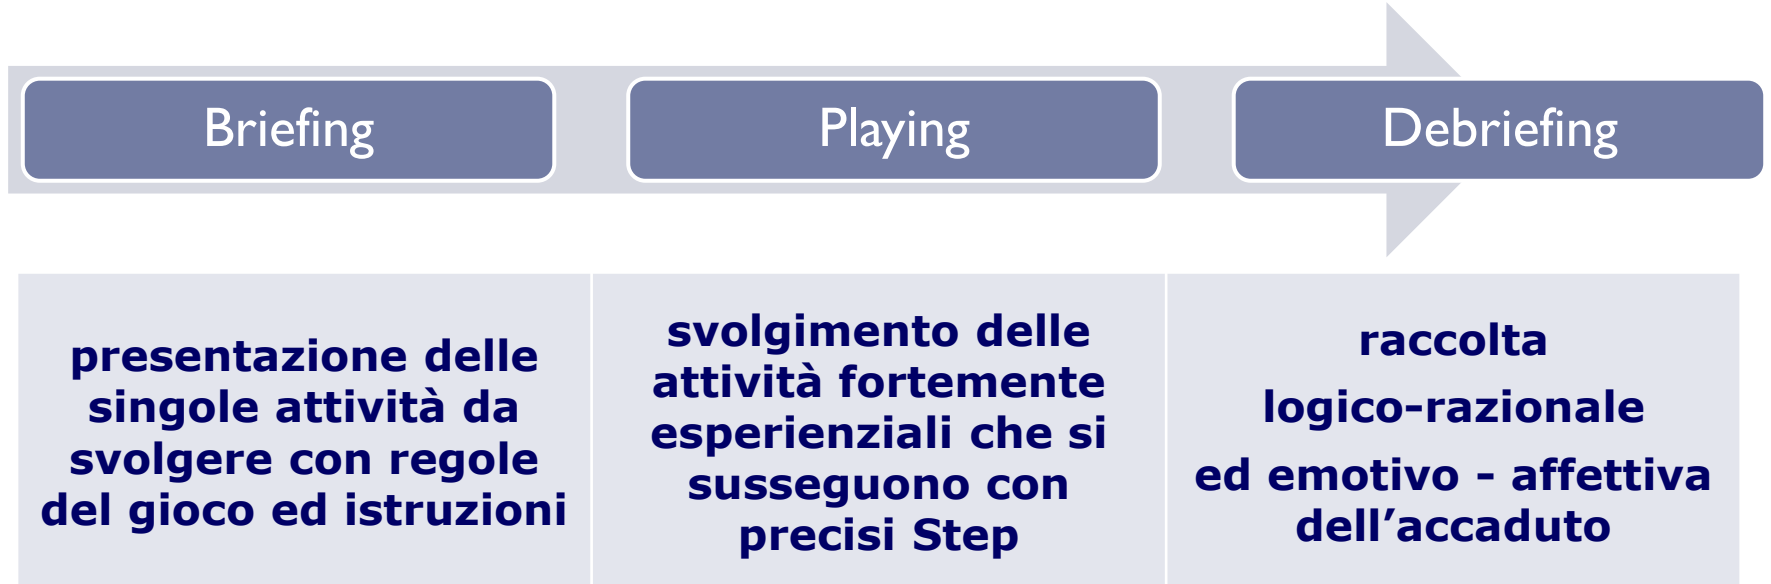 Briefing
Playing
Debriefing
presentazione delle
singole attività da
svolgere con regole
del gioco ed istruzioni
svolgimento delle
attività fortemente
esperienziali che si
susseguono con
precisi Step
raccolta
logico-razionale
ed emotivo - affettiva
dell’accaduto